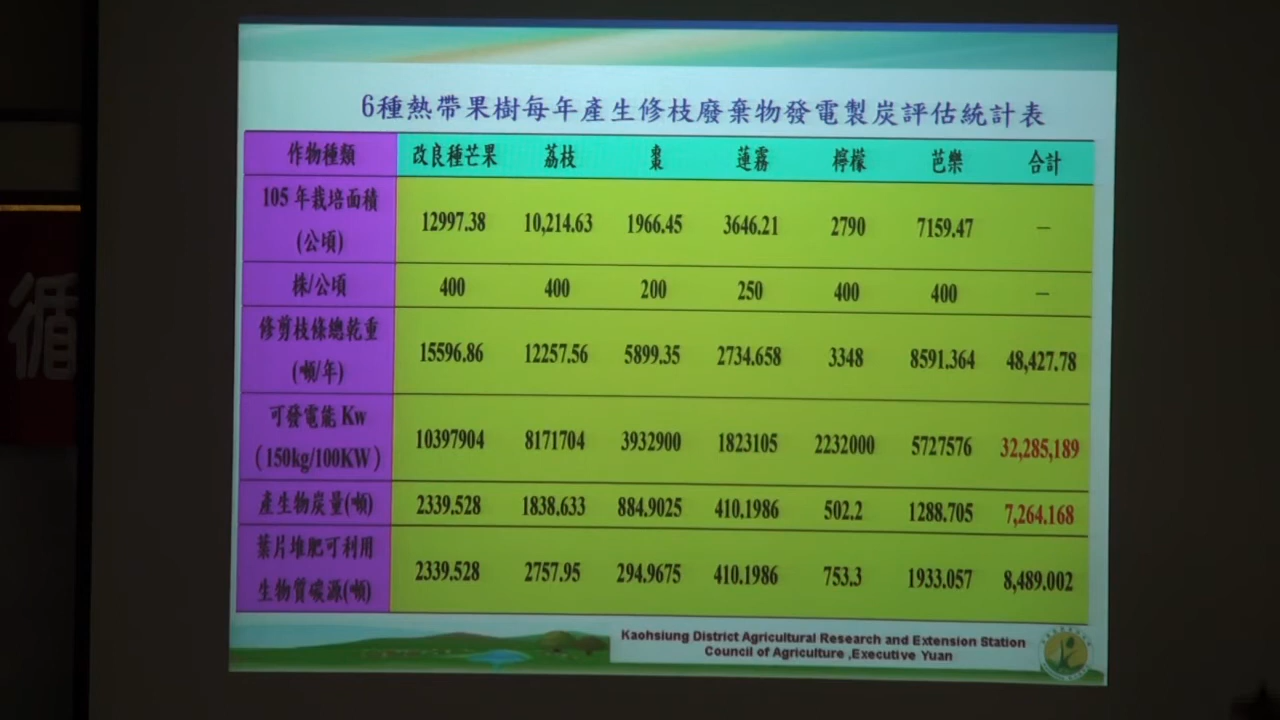 6種熱帶果樹每年產生修枝廢棄物發電製炭評估統計表
作物種類 改良種芒果 荔枝 棗 蓮霧 檸檬 芭樂 合計
105年栽培面積
(公頃) 12997.38 10,214.63 1966.45 3646.21 2790 7159.47 —
株/公頃 400 400 200 250 400 400 —
修剪枝條總乾重
(噸/年) 15596.86 12257.56 5899.35 2734.658 3348 8591.364 48,427.78
可發電能 Kw
(150kg/100KW) 10397904 8171704 3932900 1823105 2232000 5727576 32,285,189
產生物炭量(噸) 2339.528 1838.633 884.9025 410.1986 502.2 1288.705 7,264.168
葉片堆肥可利用
生物質碳源(噸) 2339.528 2757.95 294.9675 410.1986 753.3 1933.057 8,489.002
Kaohsiung District Agricultural Research and Extension Station
Council of Agriculture ,Executive Yuan
循